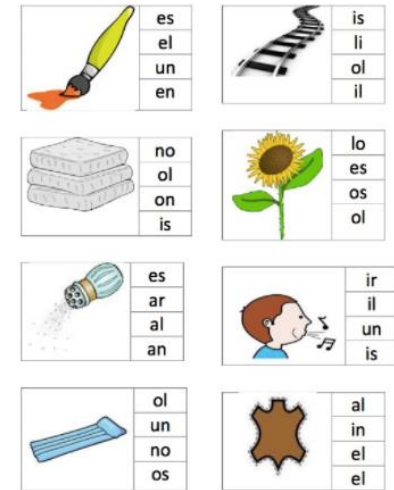 es
el
un
en
is
li
ol
il
no
ol
on
is
lo
es
os
ol
es
ar
al
an
ir
il
un
is
ol
un
no
os
al
in
el
el